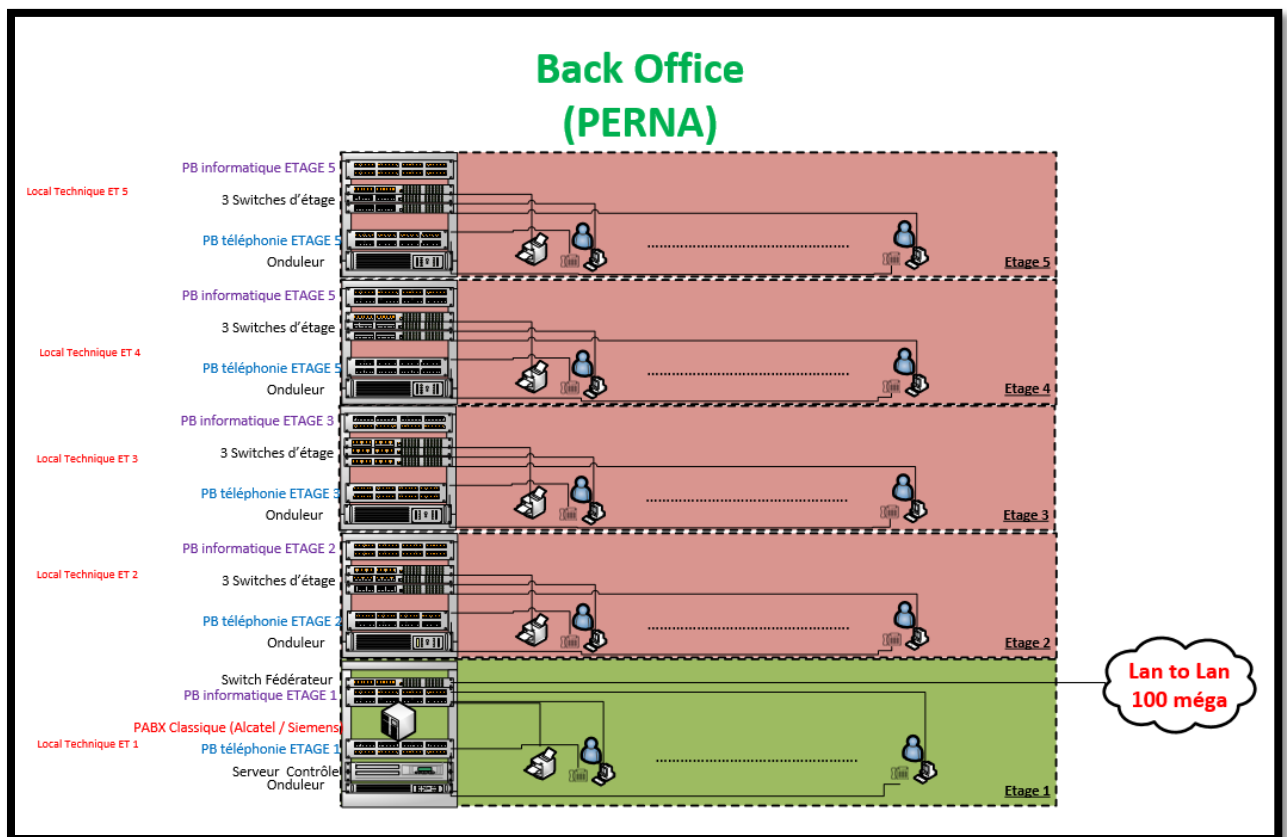 Back Office
(PERNA)
PB informatique ETAGE 5
Local Technique ET 5
3 Switches d'étage
PB téléphonie ETAGE 5
Onduleur
Etage 5
PB informatique ETAGE 5
3 Switches d'étage
Local Technique ET 4
PB téléphonie ETAGE 5
Onduleur
Etage 4
PB informatique ETAGE 3
3 Switches d'étage
Local Technique ET 3
PB téléphonie ETAGE 3
Onduleur
Etage 3
PB informatique ETAGE 2
Local Technique ET 2
3 Switches d'étage
PB téléphonie ETAGE 2
Onduleur
Etage 2
Switch Fédérateur
PB informatique ETAGE 1
Lan to Lan
100 méga
PABX Classique (Alcatel / Siemens)
Local Technique ET 1
PB téléphonie ETAGE 1
Serveur Contrôle
Onduleur
Etage 1